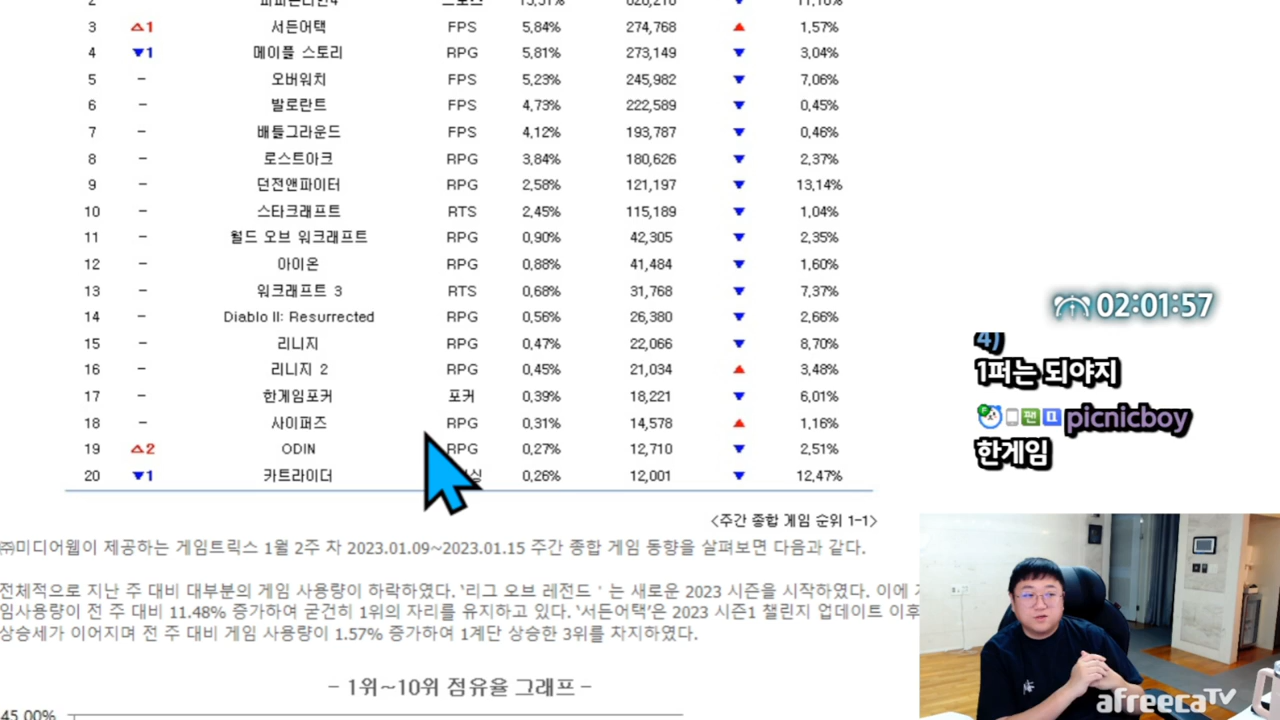 2 피파온라인4 스포츠 11,10%
3 △1 서든어택 FPS 5,84% 274,768 ▲ 1,57%
4 ▼1 메이플 스토리 RPG 5,81% 273,149 ▼ 3,04%
5 - 오버워치 FPS 5,23% 245,982 ▼ 7,06%
6 - 발로란트 FPS 4,73% 222,589 ▼ 0,45%
7 - 배틀그라운드 FPS 4,12% 193,787 ▼ 0,46%
8 - 로스트아크 RPG 3,84% 180,626 ▼ 2,37%
9 - 던전앤파이터 RPG 2,58% 121,197 ▼ 13,14%
10 - 스타크래프트 RTS 2,45% 115,189 ▼ 1,04%
11 - 월드 오브 워크래프트 RPG 0,90% 42,305 ▼ 2,35%
12 - 아이온 RPG 0,88% 41,484 ▼ 1,60%
13 - 워크래프트 3 RTS 0,68% 31,768 ▼ 7,37%
14 - Diablo II: Resurrected RPG 0,56% 26,380 ▼ 2,66%
15 - 리니지 RPG 0,47% 22,066 ▼ 8,70%
16 - 리니지 2 RPG 0,45% 21,034 ▲ 3,48%
17 - 한게임포커 포커 0,39% 18,221 ▼ 6,01%
18 - 사이퍼즈 RPG 0,31% 14,578 ▲ 1,16%
19 △2 ODIN RPG 0,27% 12,710 ▼ 2,51%
20 ▼1 카트라이더 싱 0,26% 12,001 ▼ 12,47%
<주간 종합 게임 순위 1-1>
㈜미디어웹이 제공하는 게임트릭스 1월 2주 차 2023.01.09~2023.01.15 주간 종합 게임 동향을 살펴보면 다음과 같다.
전체적으로 지난 주 대비 대부분의 게임 사용량이 하락하였다. '리그 오브 레전드 ' 는 새로운 2023 시즌을 시작하였다. 이에
임사용량이 전 주 대비 11.48% 증가하여 굳건히 1위의 자리를 유지하고 있다. '서든어택'은 2023 시즌1 챌린지 업데이트 이후
상승세가 이어지며 전 주 대비 게임 사용량이 1.57% 증가하여 1계단 상승한 3위를 차지하였다.
- 1위~10위 점유율 그래프 -
45.00%
02:01:57
4)
1퍼는 되야지
팬 picnicboy
한게임
afreecaTV